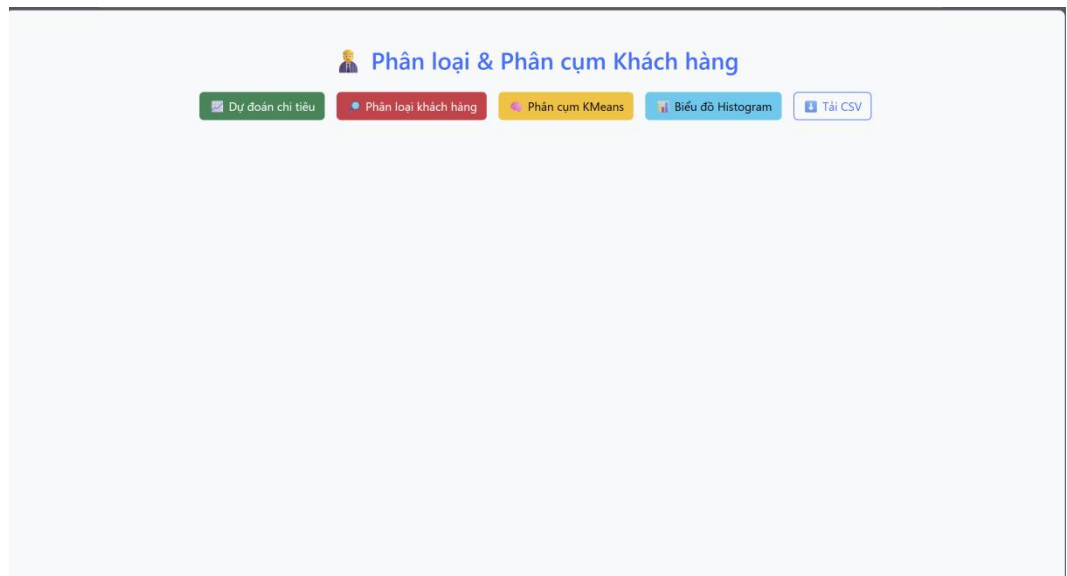 Phân loại & Phân cụm Khách hàng
Dự đoán chi tiêu Phân loại khách hàng Phân cụm KMeans Biểu đồ Histogram Tải CSV